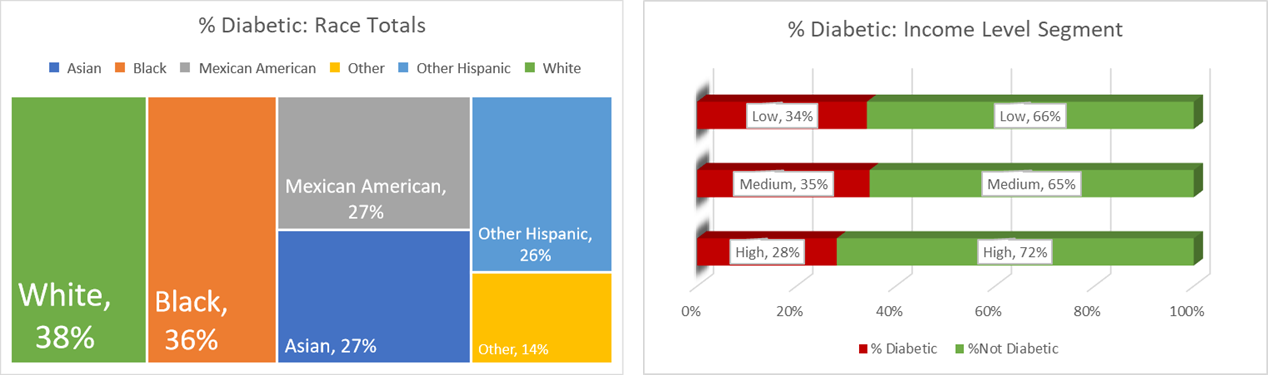 % Diabetic: Race Totals
Asian Black Mexican American Other Other Hispanic White
White,
38%
Black,
36%
Mexican American,
27%
Asian, 27%
Other Hispanic,
26%
Other, 14%
% Diabetic: Income Level Segment
Low, 34% Low, 66%
Medium, 35% Medium, 65%
High, 28% High, 72%
0% 20% 40% 60% 80% 100%
% Diabetic %Not Diabetic